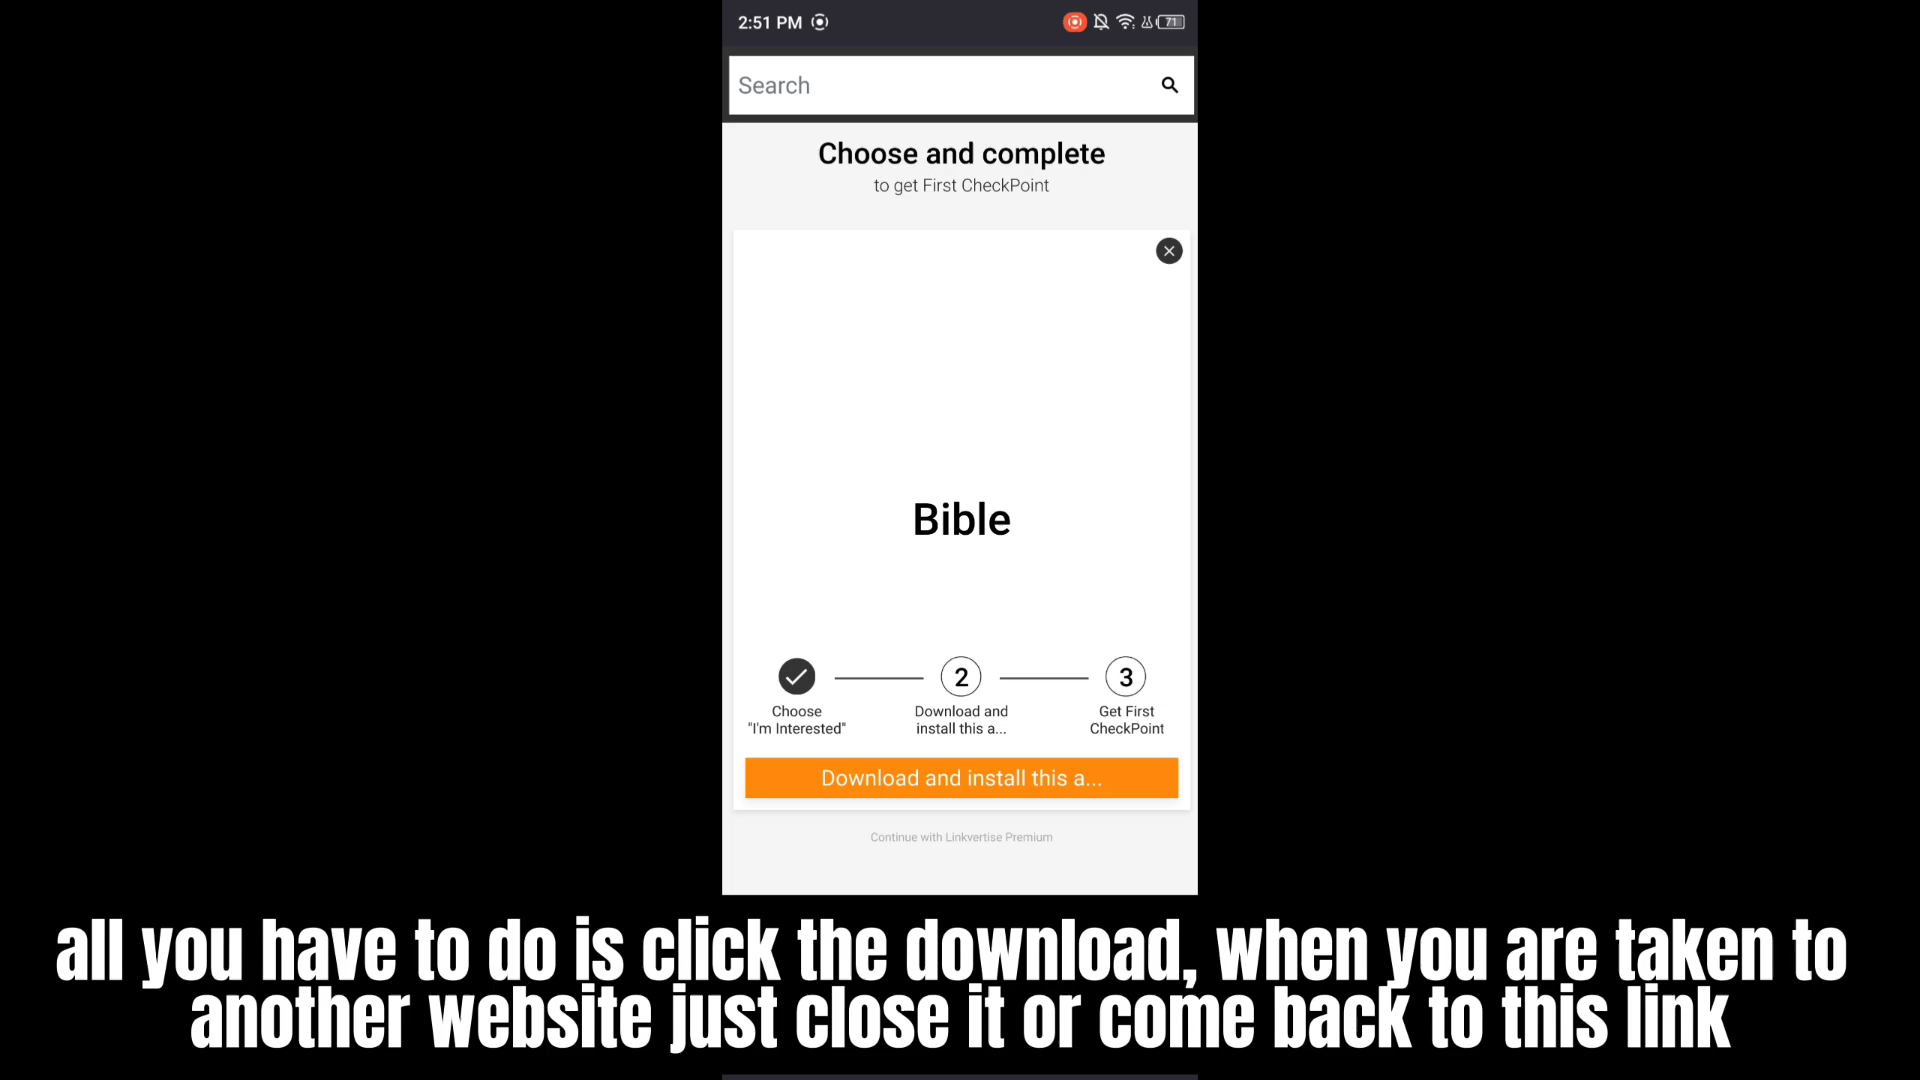 2:51 PM
71
Search
Choose and complete
to get First CheckPoint
Bible
2
3
Choose
"I'm Interested"
Download and
install this a...
Get First
CheckPoint
Download and install this a...
Continue with Linkvertise Premium
all you have to do is click the download, when you are taken to
another website just close it or come back to this link